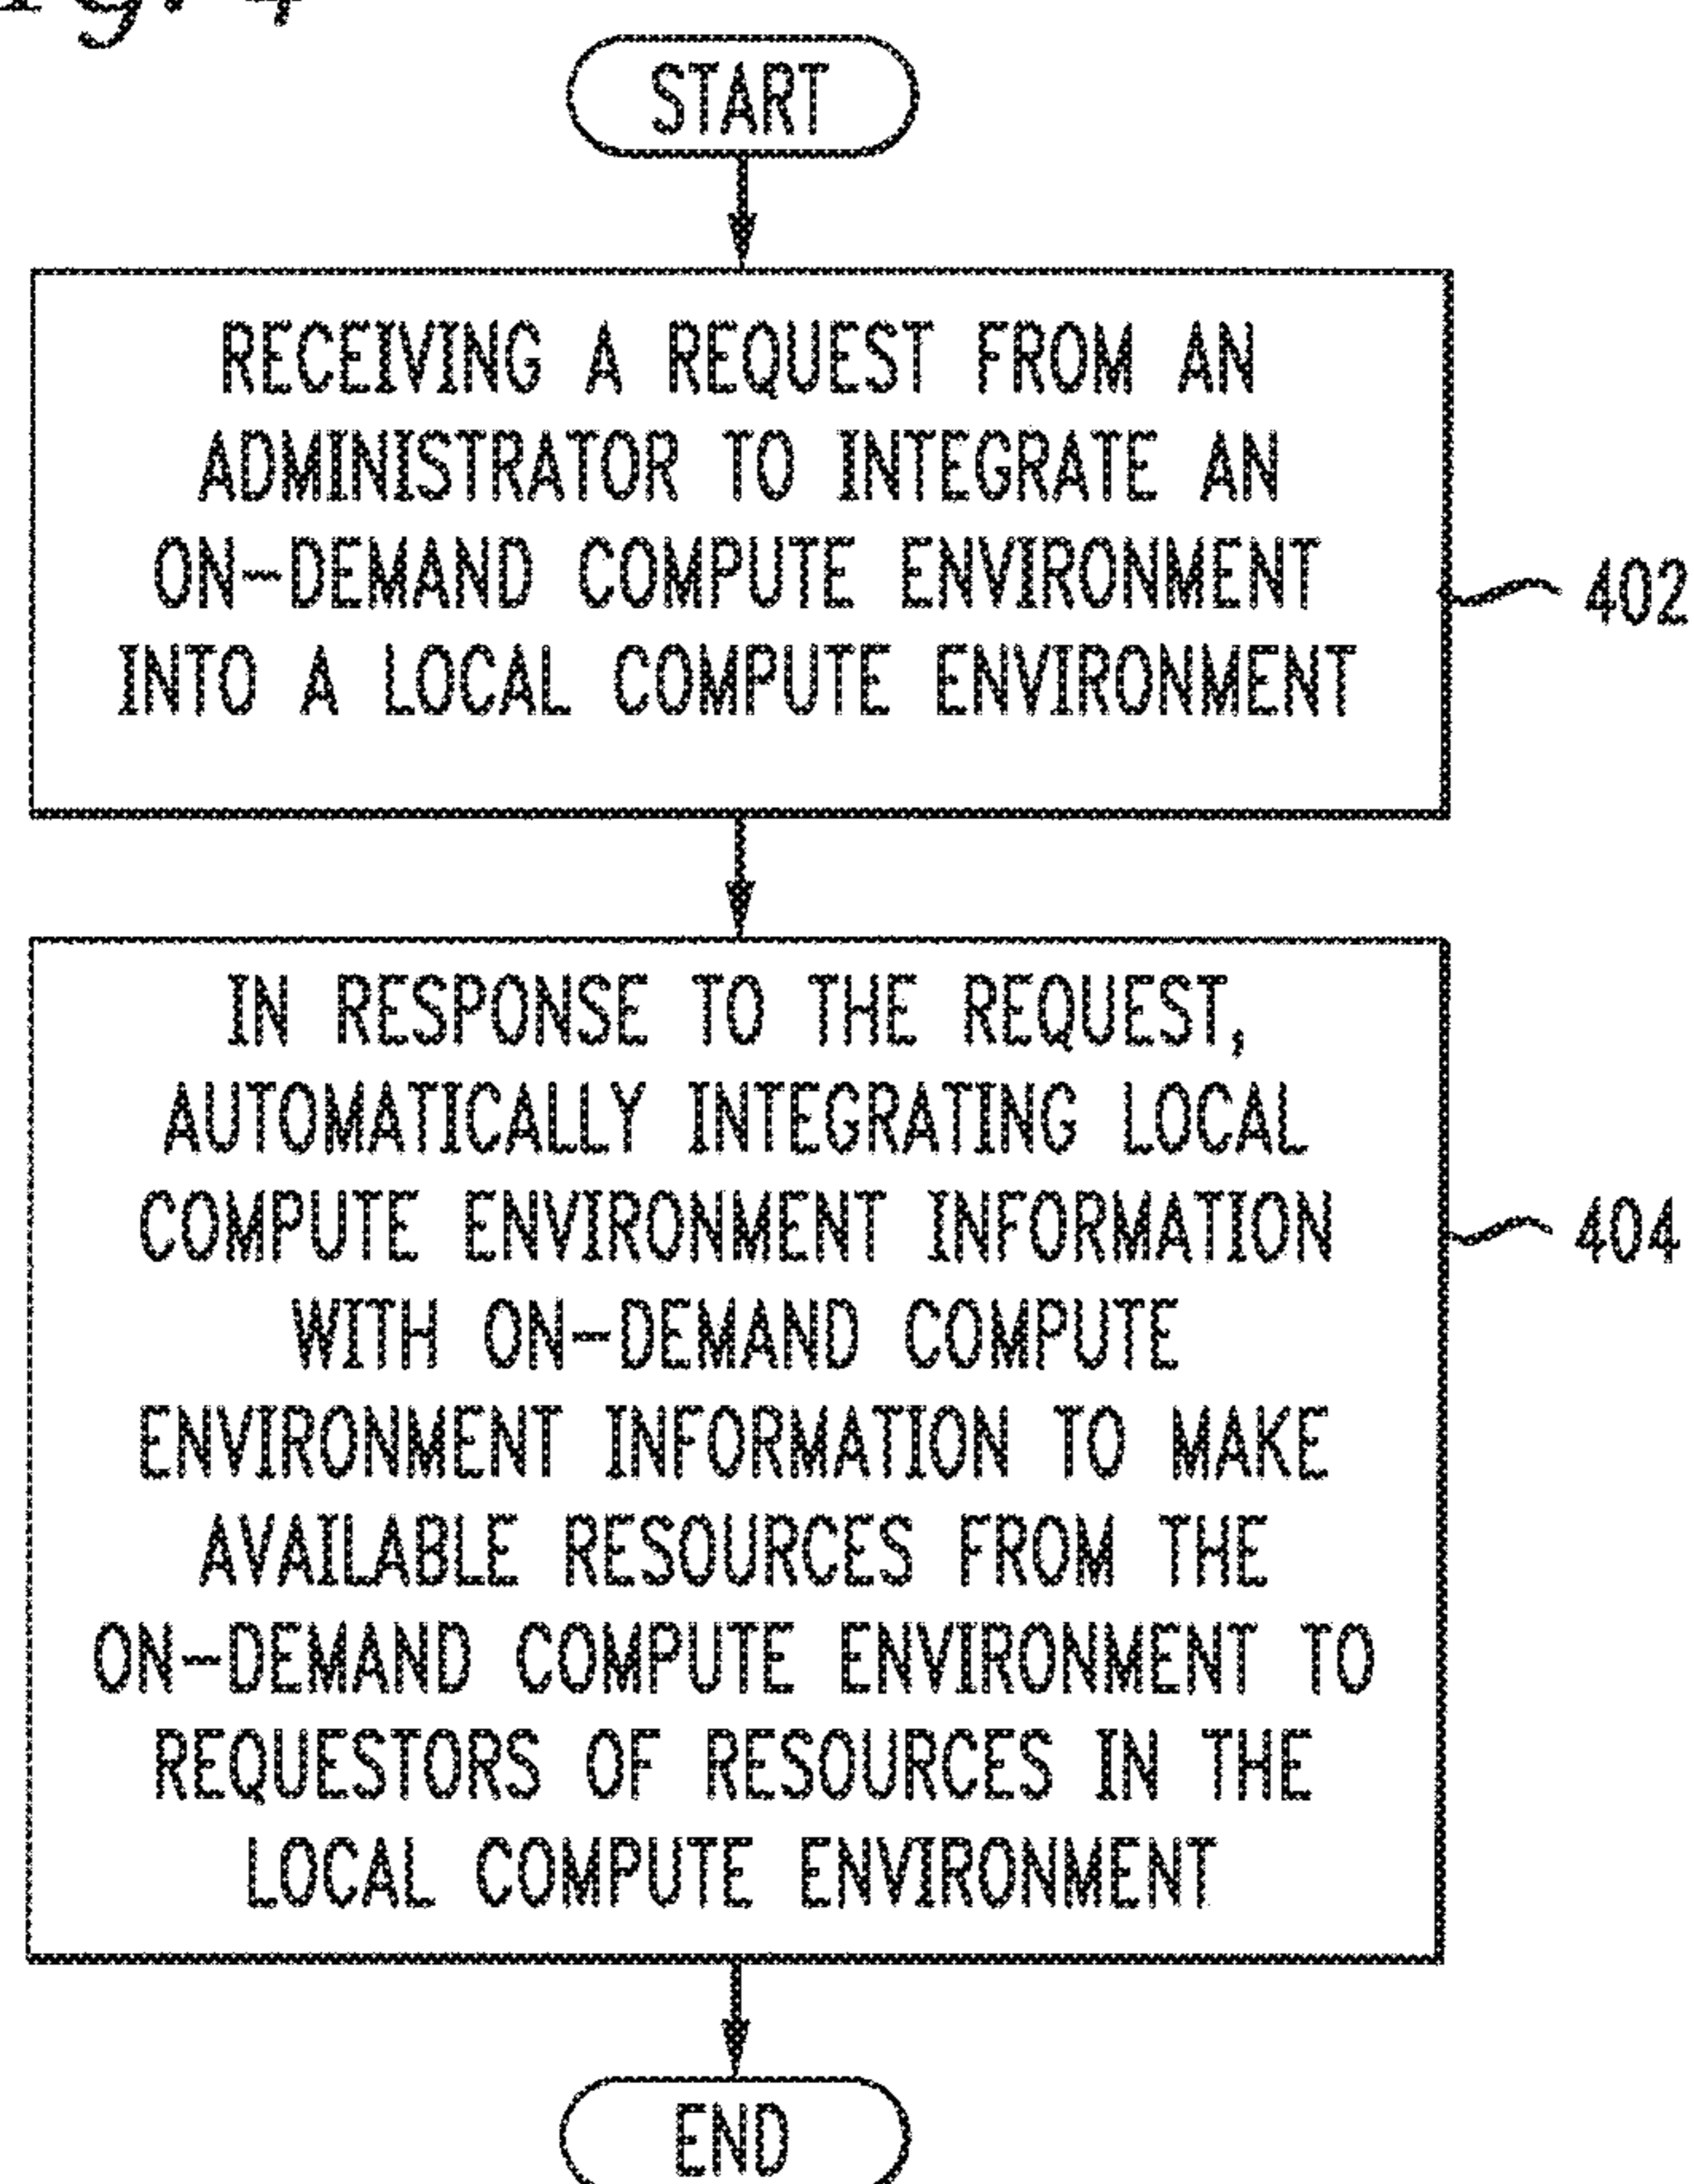 START
RECEIVING A REQUEST FROM AN
ADMINISTRATOR TO INTEGRATE AN
ON-DEMAND COMPUTE ENVIRONMENT
INTO A LOCAL COMPUTE ENVIRONMENT
402
IN RESPONSE TO THE REQUEST,
AUTOMATICALLY INTEGRATING LOCAL
COMPUTE ENVIRONMENT INFORMATION
WITH ON-DEMAND COMPUTE
ENVIRONMENT INFORMATION TO MAKE
AVAILABLE RESOURCES FROM THE
ON-DEMAND COMPUTE ENVIRONMENT TO
REQUESTORS OF RESOURCES IN THE
LOCAL COMPUTE ENVIRONMENT
404
END